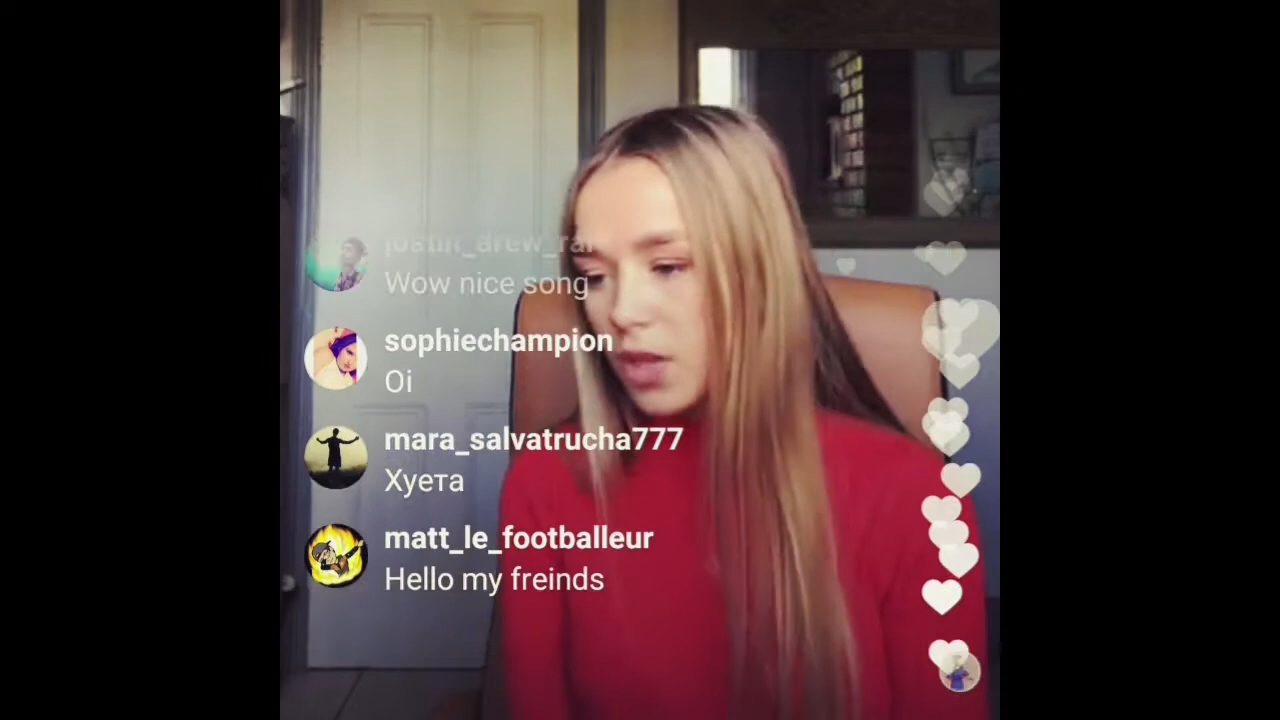 Wow nice song
sophiechampion
Oi
mara_salvatrucha777
Хуета
matt_le_footballeur
Hello my freinds